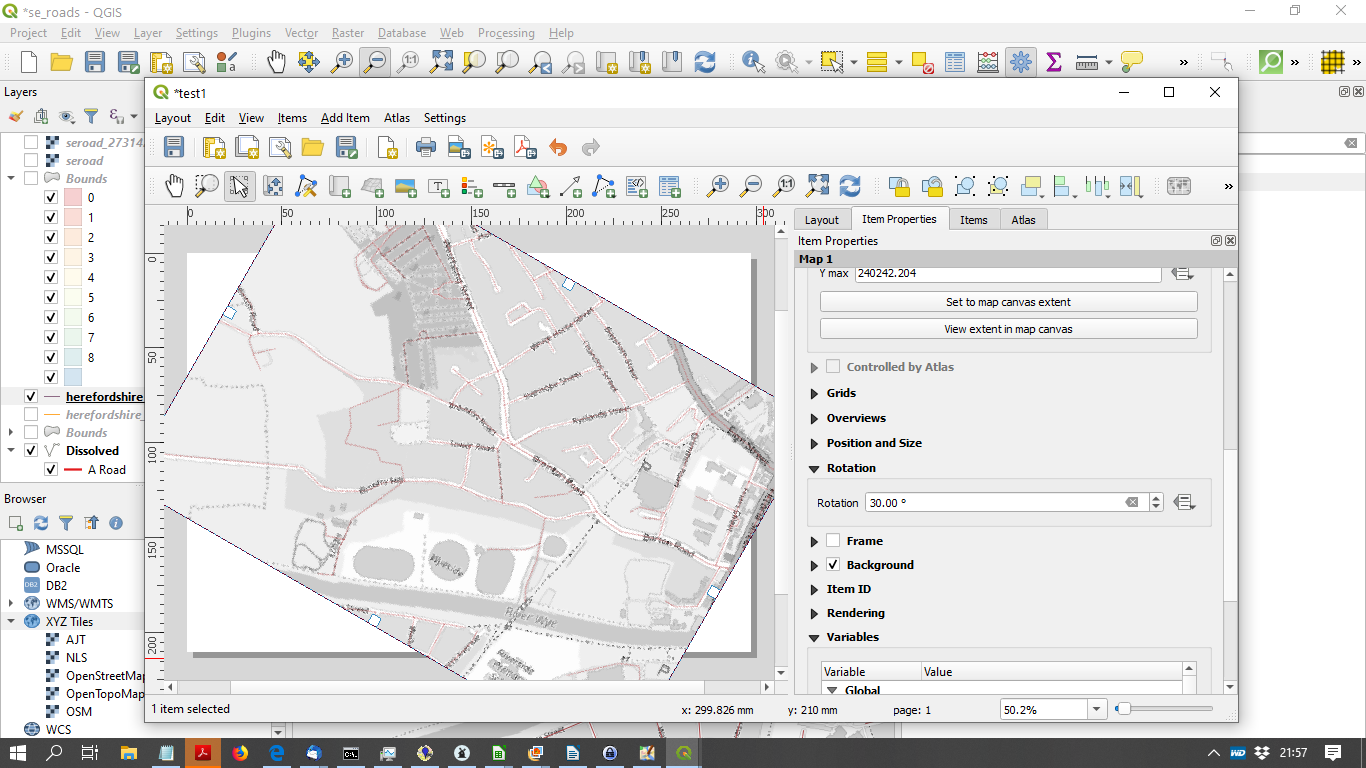 *se_roads - QGIS
Project Edit View Layer Settings Plugins Vector Raster Database Web Processing Help
Layers
seroad_27314
seroad
Bounds
0
1
2
3
4
5
6
7
8
herefordshire
herefordshire_
Bounds
Dissolved
A Road
Browser
MSSQL
Oracle
DB2
WMS/WMTS
XYZ Tiles
AJT
NLS
OpenStreetMap
OpenTopoMap
OSM
WCS
*test1
Layout Edit View Items Add Item Atlas Settings
0 50 100 150 200 250 300
0
50
100
150
200
Barton Road
River Wye
Layout Item Properties Items Atlas
Item Properties
Map 1
Y max 240242.204
Set to map canvas extent
View extent in map canvas
Controlled by Atlas
Grids
Overviews
Position and Size
Rotation
Rotation 30.00 °
Frame
Background
Item ID
Rendering
Variables
Variable Value
Global
1 item selected
x: 299.826 mm y: 210 mm page: 1 50.2%
21:57